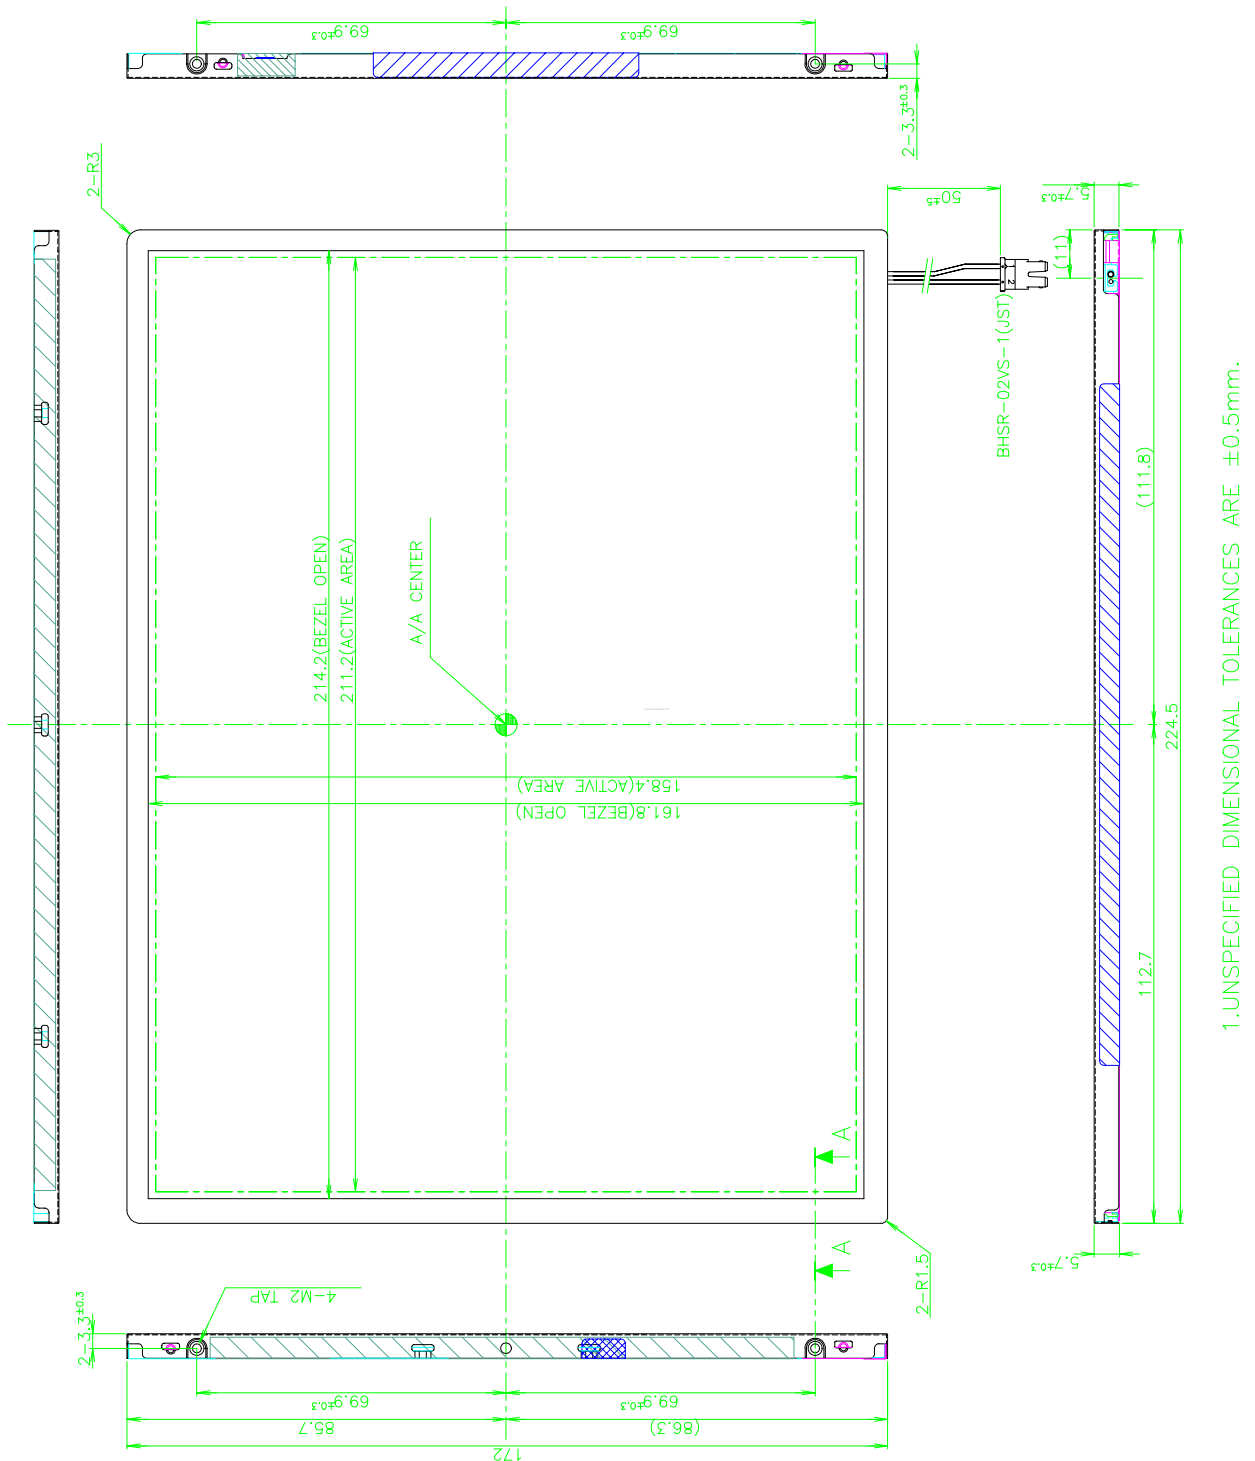 69.9±0.3
69.9±0.3
2-3.3±0.3
2-R3
50±5
5.7±0.3
(11)
2
1
BHSR-02VS-1(JST)
(111.8)
214.2(BEZEL OPEN)
211.2(ACTIVE AREA)
A/A CENTER
158.4(ACTIVE AREA)
161.8(BEZEL OPEN)
224.5
112.7
1.UNSPECIFIED DIMENSIONAL TOLERANCES ARE ±0.5mm.
A
A
2-R1.5
5.7±0.3
4-M2 TAP
2-3.3±0.3
69.9±0.3
69.9±0.3
85.7
(86.3)
172